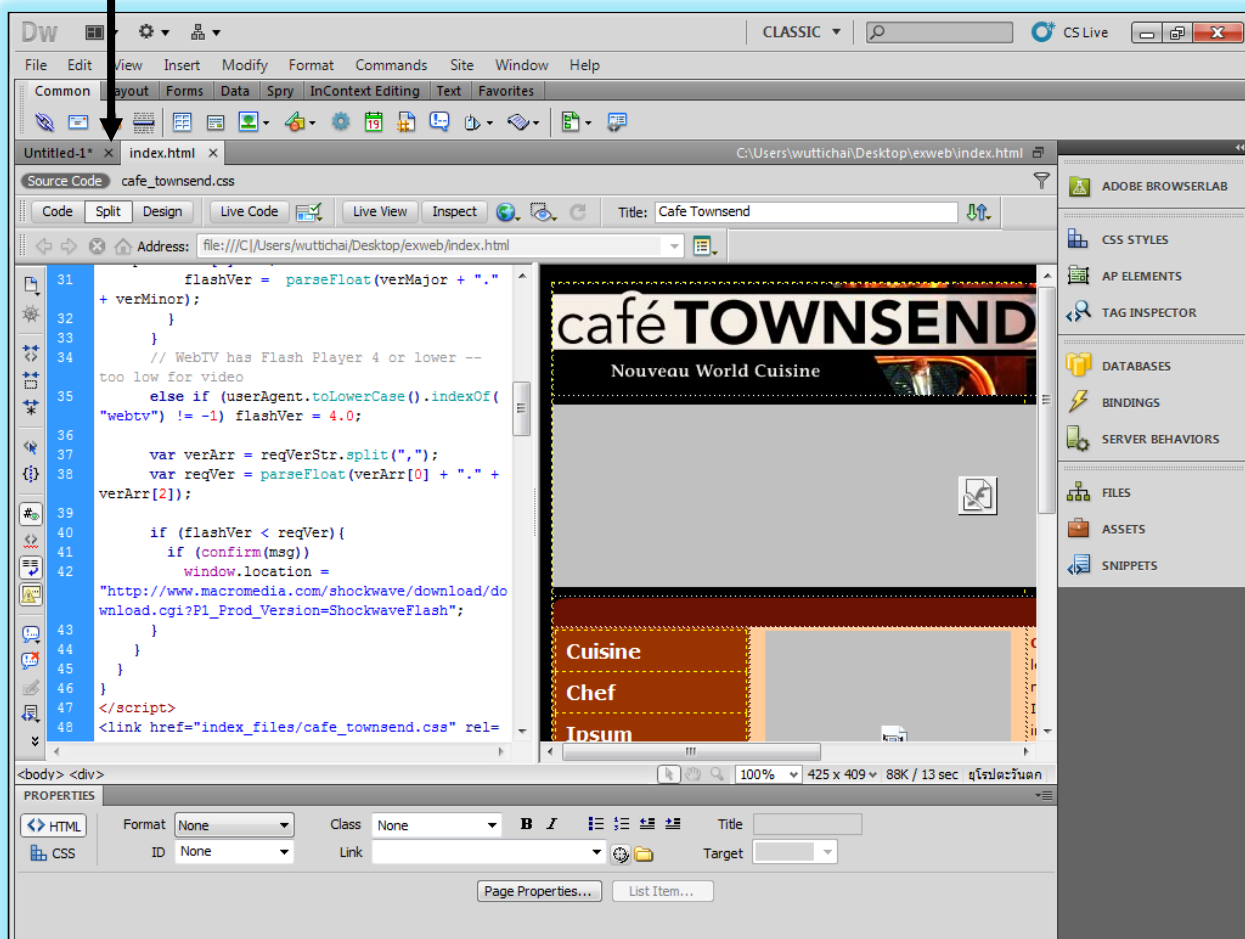 Dw CLASSIC CS Live
File Edit View Insert Modify Format Commands Site Window Help
Common Layout Forms Data Spry InContext Editing Text Favorites
19
Untitled-1* × index.html × C:\Users\wuttichai\Desktop\exweb\index.html
Source Code cafe_townsend.css
Code Split Design Live Code Live View Inspect Title: Cafe Townsend
Address: file:///C|/Users/wuttichai/Desktop/exweb/index.html
31 flashVer = parseFloat(verMajor + "."
+ verMinor);
32 }
33 }
34 // WebTV has Flash Player 4 or lower --
too low for video
35 else if (userAgent.toLowerCase().indexOf(
"webtv") != -1) flashVer = 4.0;
36
37 var verArr = reqVerStr.split(",");
38 var reqVer = parseFloat(verArr[0] + "." +
verArr[2]);
39
40 if (flashVer < reqVer){
41 if (confirm(msg))
42 window.location =
"http://www.macromedia.com/shockwave/download/do
wnload.cgi?P1_Prod_Version=ShockwaveFlash";
43 }
44 }
45 }
46 }
47 </script>
48 <link href="index_files/cafe_townsend.css" rel=
café TOWNSEND
Nouveau World Cuisine
Cuisine
Chef
Ipsum
ADOBE BROWSERLAB
CSS STYLES
AP ELEMENTS
TAG INSPECTOR
DATABASES
BINDINGS
SERVER BEHAVIORS
FILES
ASSETS
SNIPPETS
<body> <div> 100% 425 x 409 88K / 13 sec ยุโรปตะวันตก
PROPERTIES
<> HTML Format None Class None B I Title
CSS ID None Link Target
Page Properties... List Item...